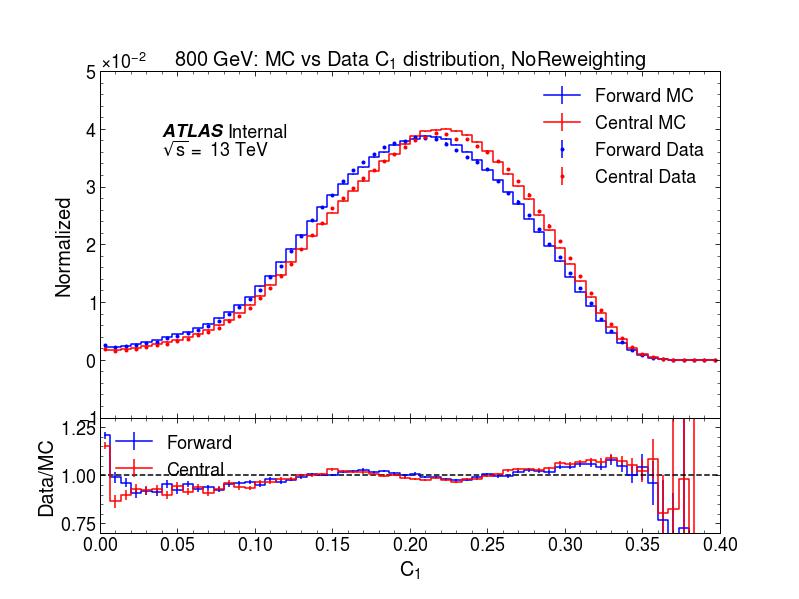 ×10⁻²
800 GeV: MC vs Data C₁ distribution, NoReweighting
5
4
3
2
1
0
−1
Normalized
ATLAS Internal
√s = 13 TeV
Forward MC
Central MC
Forward Data
Central Data
1.25
1.00
0.75
Data/MC
Forward
Central
0.00 0.05 0.10 0.15 0.20 0.25 0.30 0.35 0.40
C₁